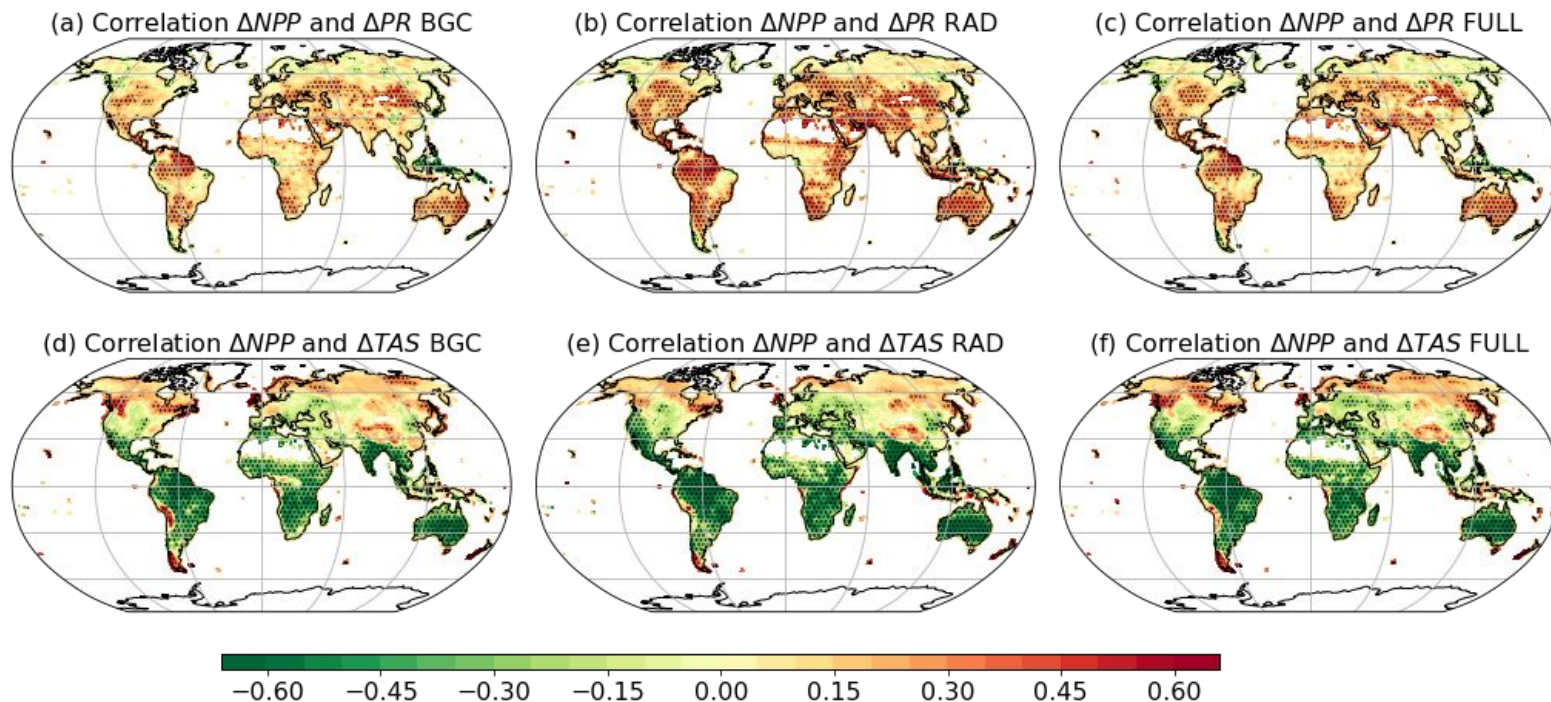 (a) Correlation ΔNPP and ΔPR BGC
(b) Correlation ΔNPP and ΔPR RAD
(c) Correlation ΔNPP and ΔPR FULL
(d) Correlation ΔNPP and ΔTAS BGC
(e) Correlation ΔNPP and ΔTAS RAD
(f) Correlation ΔNPP and ΔTAS FULL
−0.60 −0.45 −0.30 −0.15 0.00 0.15 0.30 0.45 0.60